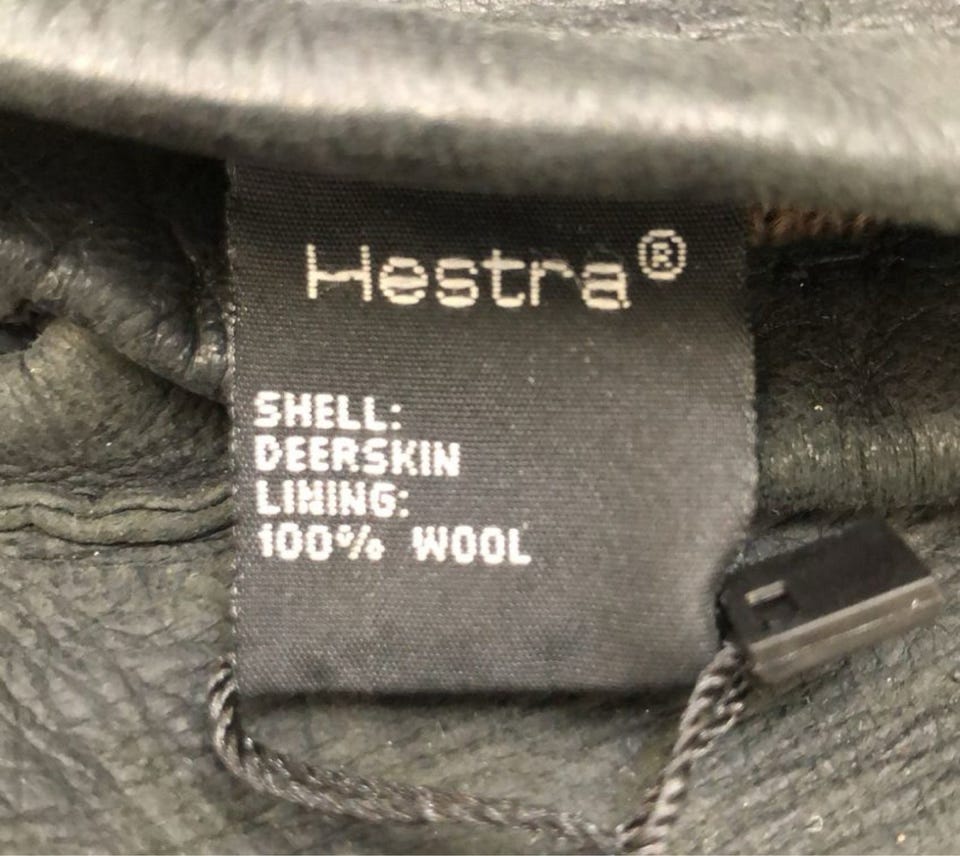 Hestra®
SHELL:
DEERSKIN
LINING:
100% WOOL